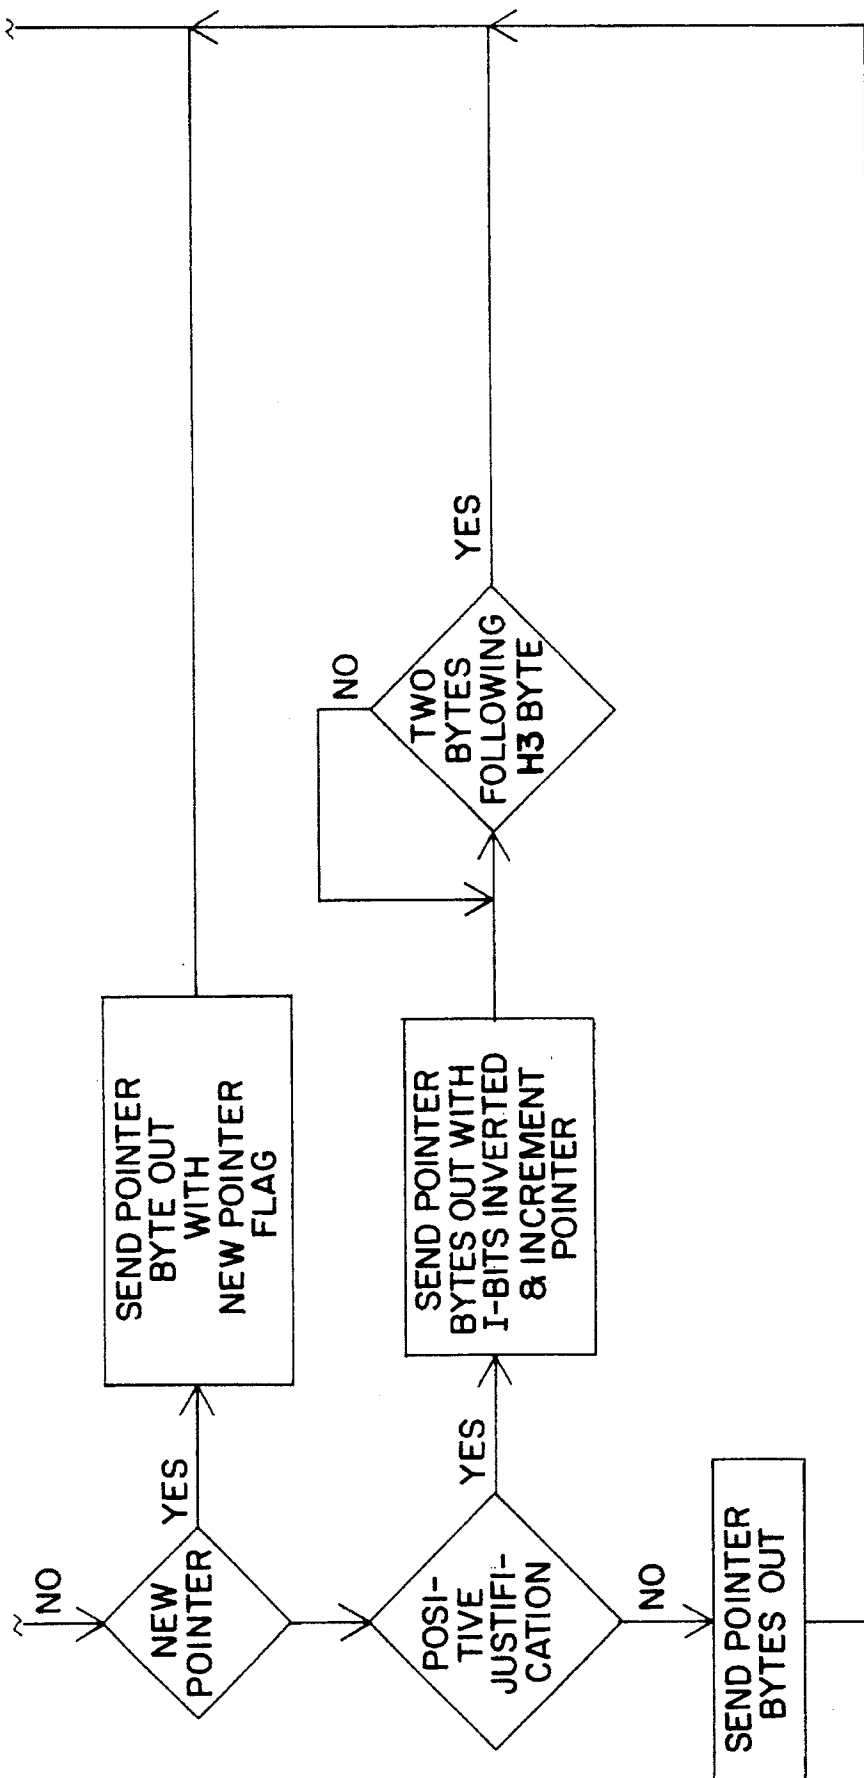 NO
NEW
POINTER
YES
SEND POINTER
BYTE OUT
WITH
NEW POINTER
FLAG
POSI-
TIVE
JUSTIFI-
CATION
YES
SEND POINTER
BYTES OUT WITH
I-BITS INVERTED
& INCREMENT
POINTER
NO
TWO
BYTES
FOLLOWING
H3 BYTE
YES
NO
SEND POINTER
BYTES OUT